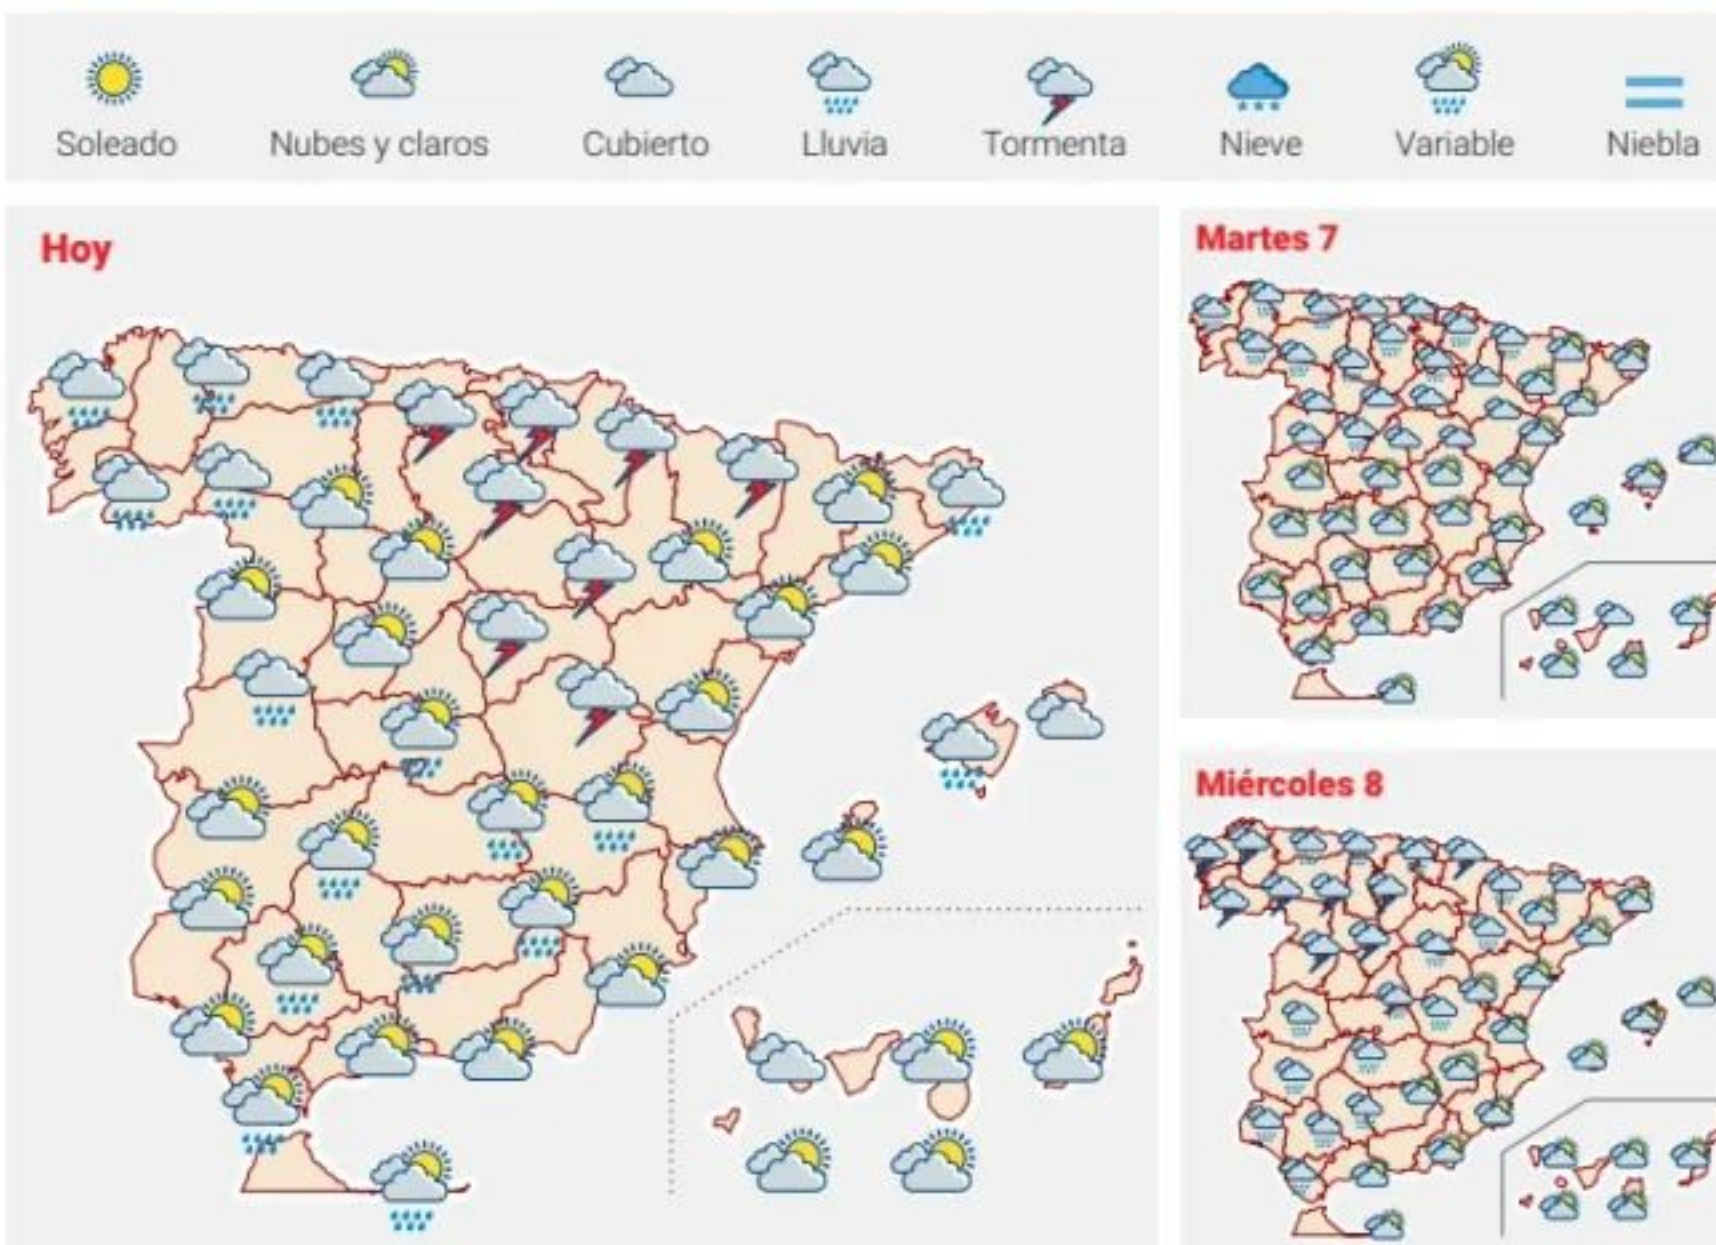 Soleado
Nubes y claros
Cubierto
Lluvia
Tormenta
Nieve
Variable
Niebla
Hoy
Martes 7
Miércoles 8